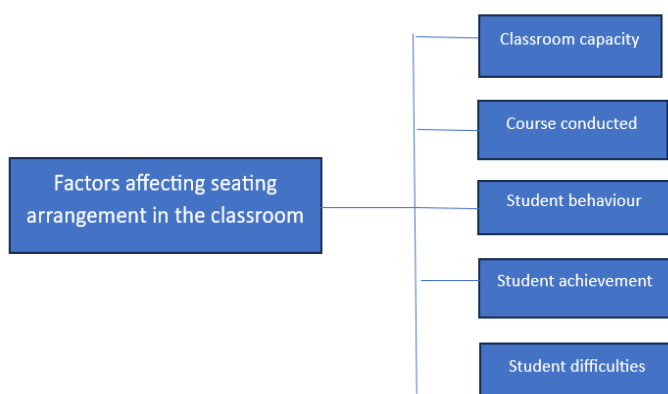 Classroom capacity
Course conducted
Factors affecting seating
arrangement in the classroom
Student behaviour
Student achievement
Student difficulties